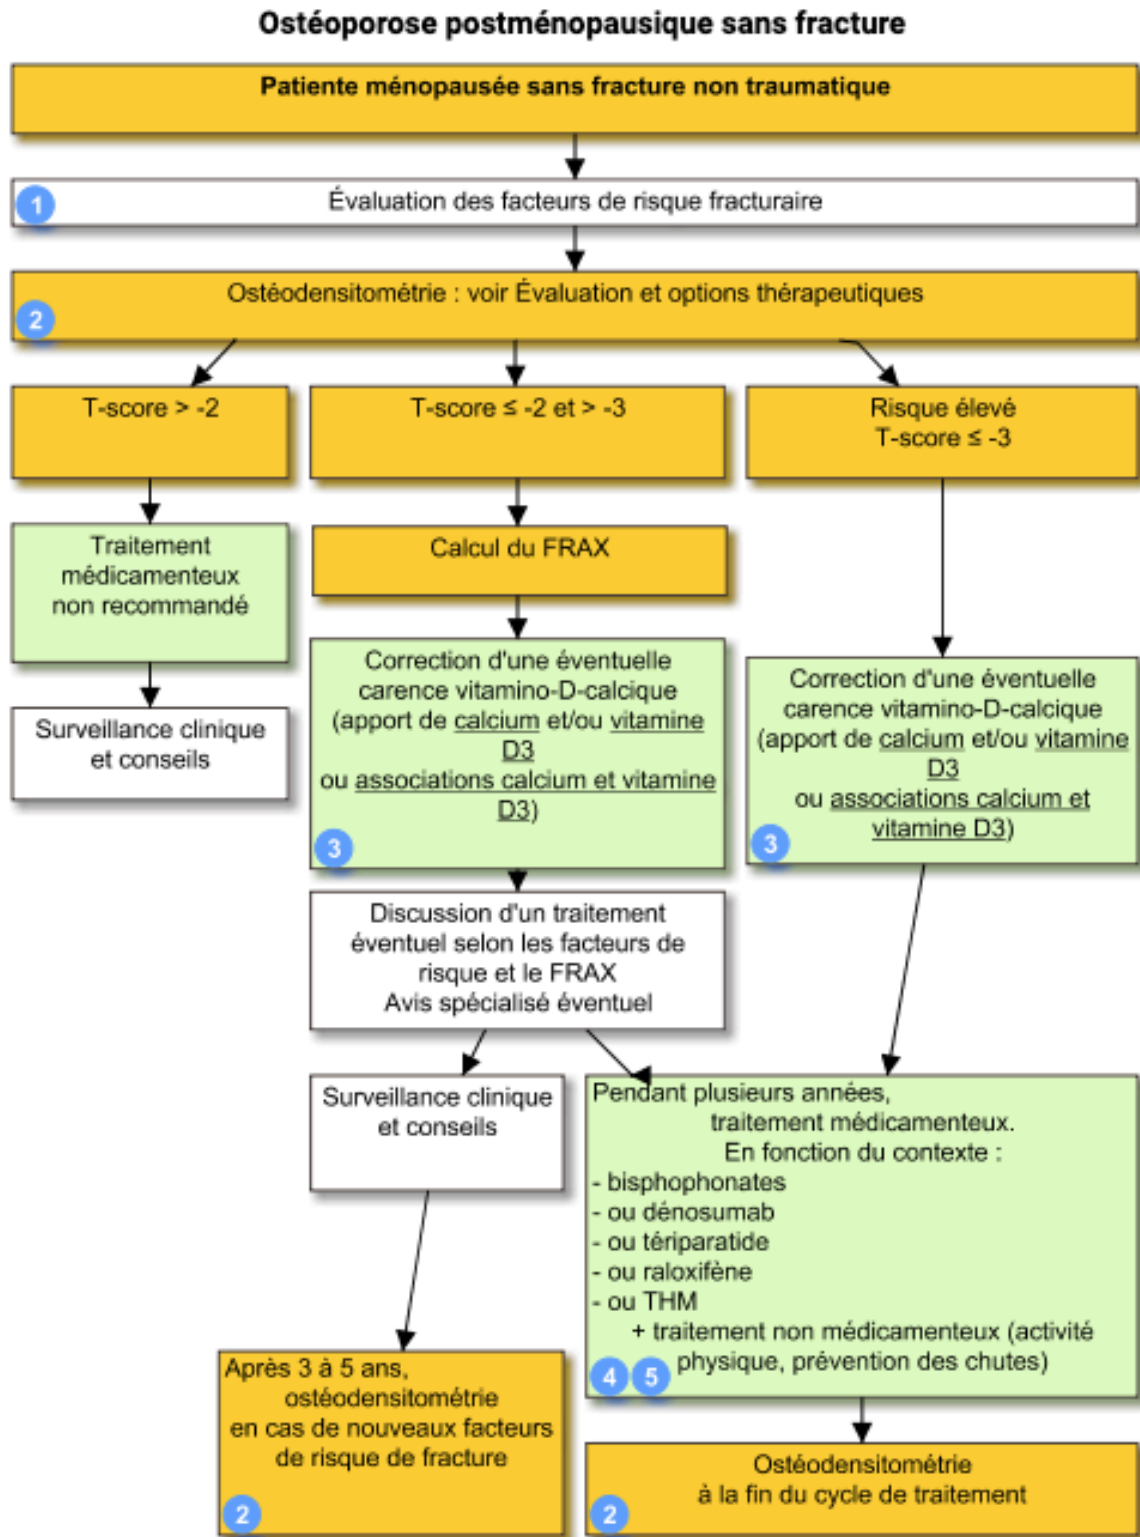 Ostéoporose postménopausique sans fracture
Patiente ménopausée sans fracture non traumatique
1
Évaluation des facteurs de risque fracturaire
Ostéodensitométrie : voir Évaluation et options thérapeutiques
2
T-score > -2
T-score ≤ -2 et > -3
Risque élevé
T-score ≤ -3
Traitement
médicamenteux
non recommandé
Surveillance clinique
et conseils
Calcul du FRAX
Correction d'une éventuelle
carence vitamino-D-calcique
(apport de calcium et/ou vitamine
D3
ou associations calcium et vitamine
D3)
3
Correction d'une éventuelle
carence vitamino-D-calcique
(apport de calcium et/ou vitamine
D3
ou associations calcium et
vitamine D3)
3
Discussion d'un traitement
éventuel selon les facteurs de
risque et le FRAX
Avis spécialisé éventuel
Surveillance clinique
et conseils
Pendant plusieurs années,
traitement médicamenteux.
En fonction du contexte :
- bisphophonates
- ou dénosumab
- ou tériparatide
- ou raloxifène
- ou THM
+ traitement non médicamenteux (activité
physique, prévention des chutes)
4 5
Après 3 à 5 ans,
ostéodensitométrie
en cas de nouveaux facteurs
de risque de fracture
2
Ostéodensitométrie
à la fin du cycle de traitement
2